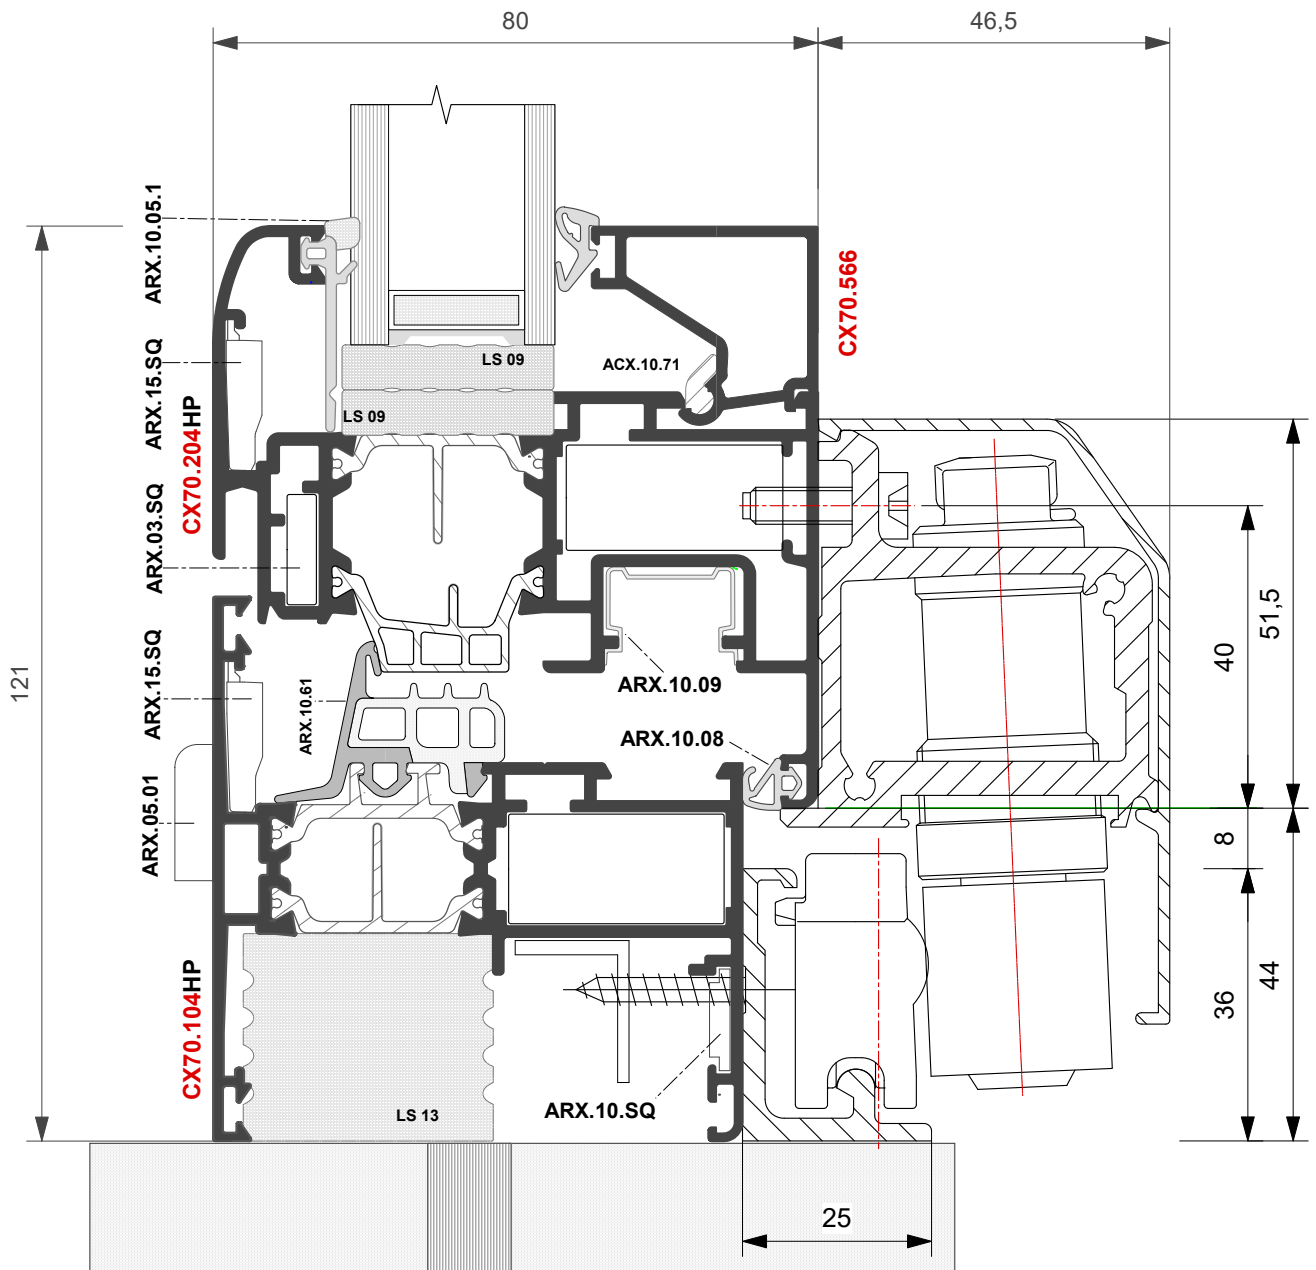 80
46,5
ARX.10.05.1
ARX.15.SQ
CX70.204HP
ARX.03.SQ
ARX.15.SQ
ARX.05.01
CX70.104HP
121
LS 09
LS 09
ACX.10.71
CX70.566
ARX.10.61
ARX.10.09
ARX.10.08
LS 13
ARX.10.SQ
40
51,5
8
36
44
25